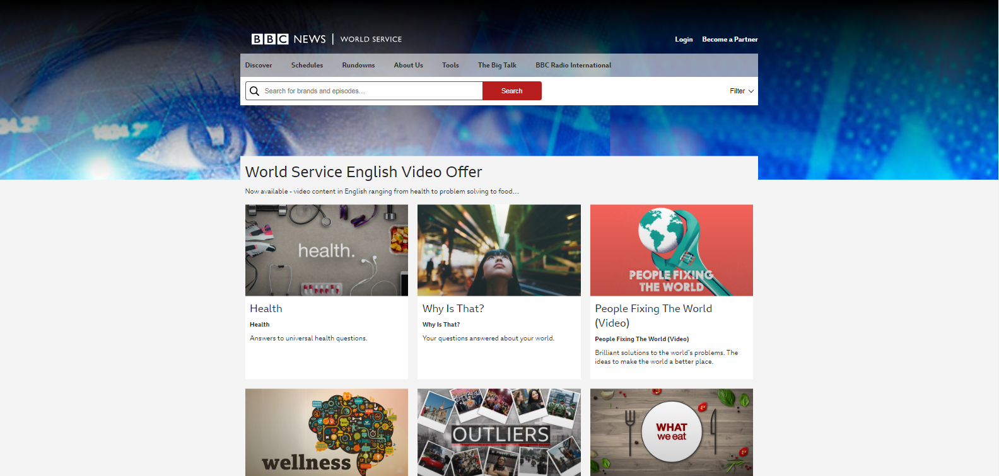 BBC NEWS | WORLD SERVICE
Login Become a Partner
Discover Schedules Rundowns About Us Tools The Big Talk BBC Radio International
Search for brands and episodes... Search Filter
World Service English Video Offer
Now available - video content in English ranging from health to problem solving to food...
health.
PEOPLE FIXING
THE WORLD
Health
Health
Answers to universal health questions.
Why Is That?
Why Is That?
Your questions answered about your world.
People Fixing The World
(Video)
People Fixing The World (Video)
Brilliant solutions to the world's problems. The
ideas to make the world a better place.
wellness
OUTLIERS
WHAT
we eat